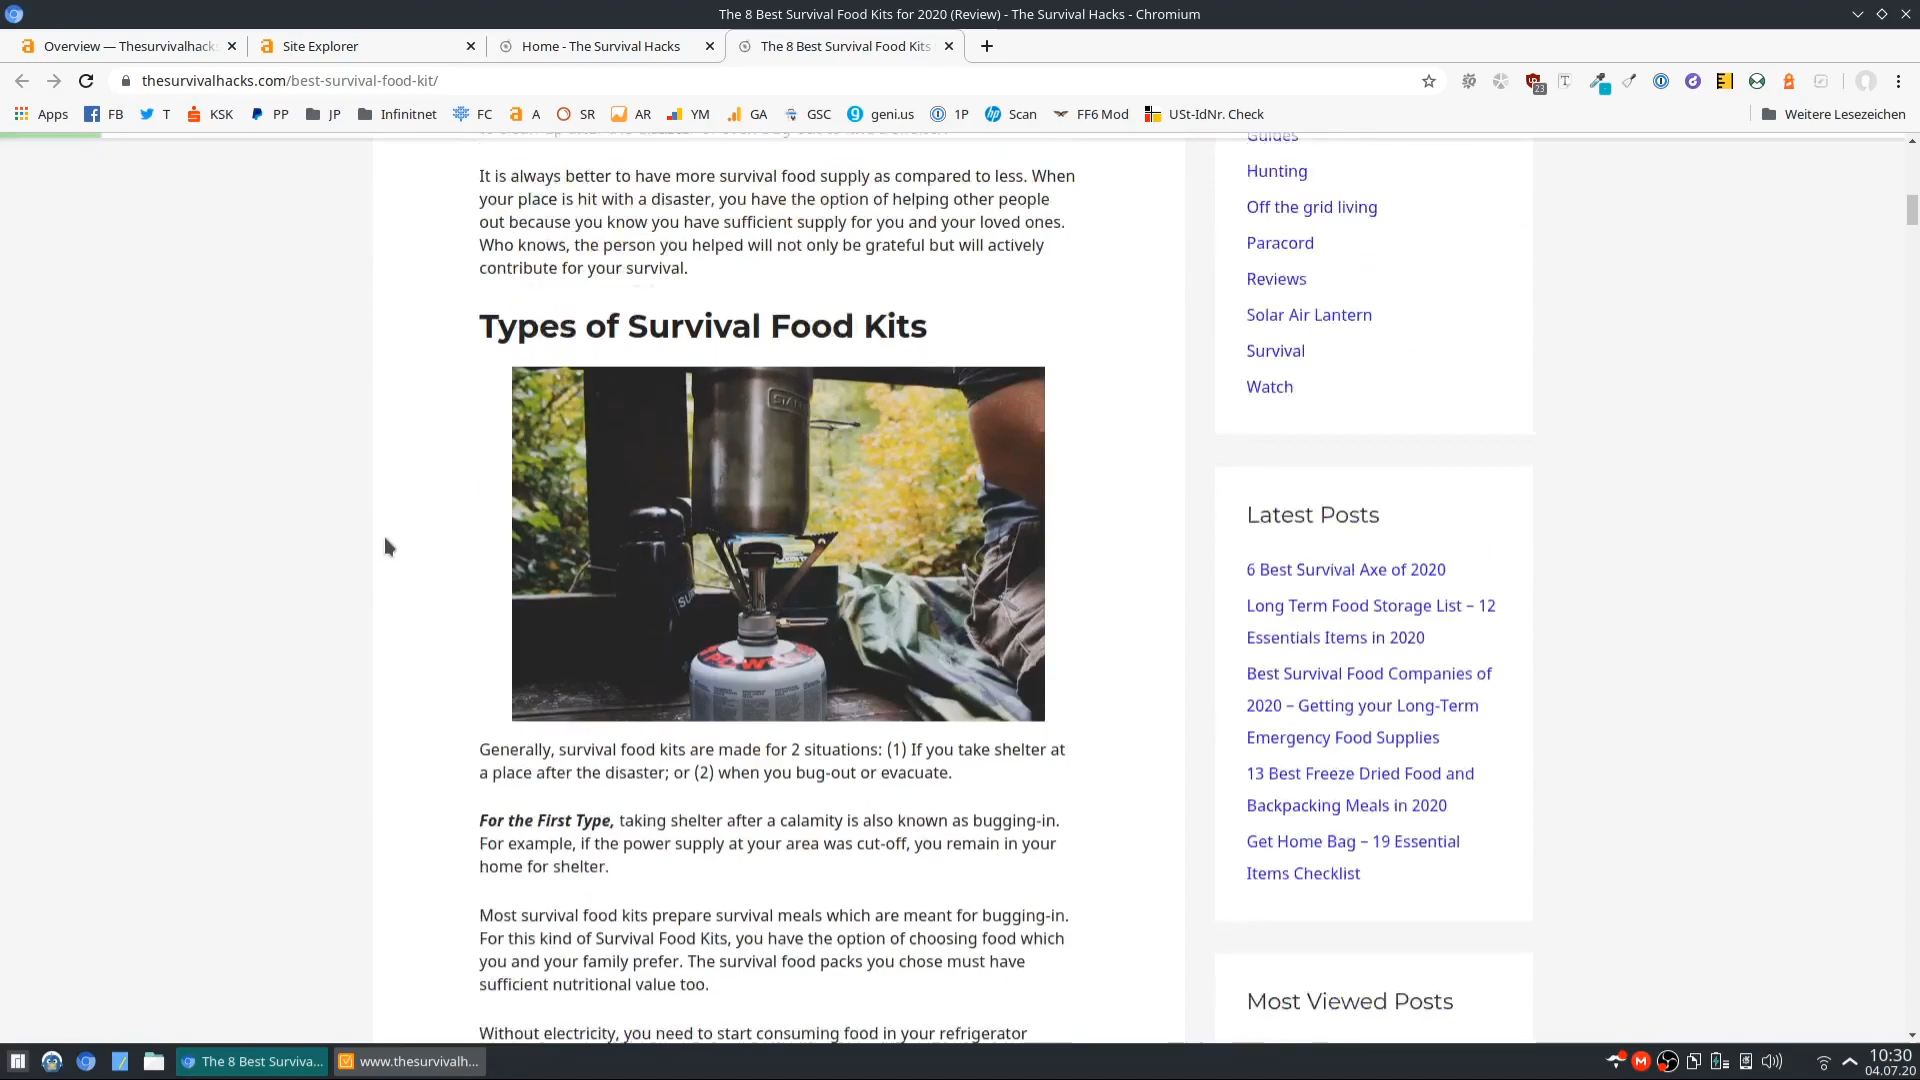 The 8 Best Survival Food Kits for 2020 (Review) - The Survival Hacks - Chromium
Overview — Thesurvivalhack
Site Explorer
Home - The Survival Hacks
The 8 Best Survival Food Kits
thesurvivalhacks.com/best-survival-food-kit/
23
Apps FB T KSK PP JP Infinitnet FC A SR AR YM GA GSC geni.us 1P Scan FF6 Mod USt-IdNr. Check Weitere Lesezeichen
It is always better to have more survival food supply as compared to less. When
your place is hit with a disaster, you have the option of helping other people
out because you know you have sufficient supply for you and your loved ones.
Who knows, the person you helped will not only be grateful but will actively
contribute for your survival.
Types of Survival Food Kits
STAN
POW
Generally, survival food kits are made for 2 situations: (1) If you take shelter at
a place after the disaster; or (2) when you bug-out or evacuate.
For the First Type, taking shelter after a calamity is also known as bugging-in.
For example, if the power supply at your area was cut-off, you remain in your
home for shelter.
Most survival food kits prepare survival meals which are meant for bugging-in.
For this kind of Survival Food Kits, you have the option of choosing food which
you and your family prefer. The survival food packs you chose must have
sufficient nutritional value too.
Without electricity, you need to start consuming food in your refrigerator
Guides
Hunting
Off the grid living
Paracord
Reviews
Solar Air Lantern
Survival
Watch
Latest Posts
6 Best Survival Axe of 2020
Long Term Food Storage List – 12
Essentials Items in 2020
Best Survival Food Companies of
2020 – Getting your Long-Term
Emergency Food Supplies
13 Best Freeze Dried Food and
Backpacking Meals in 2020
Get Home Bag – 19 Essential
Items Checklist
Most Viewed Posts
The 8 Best Surviva...
www.thesurvivalh...
10:30
04.07.20